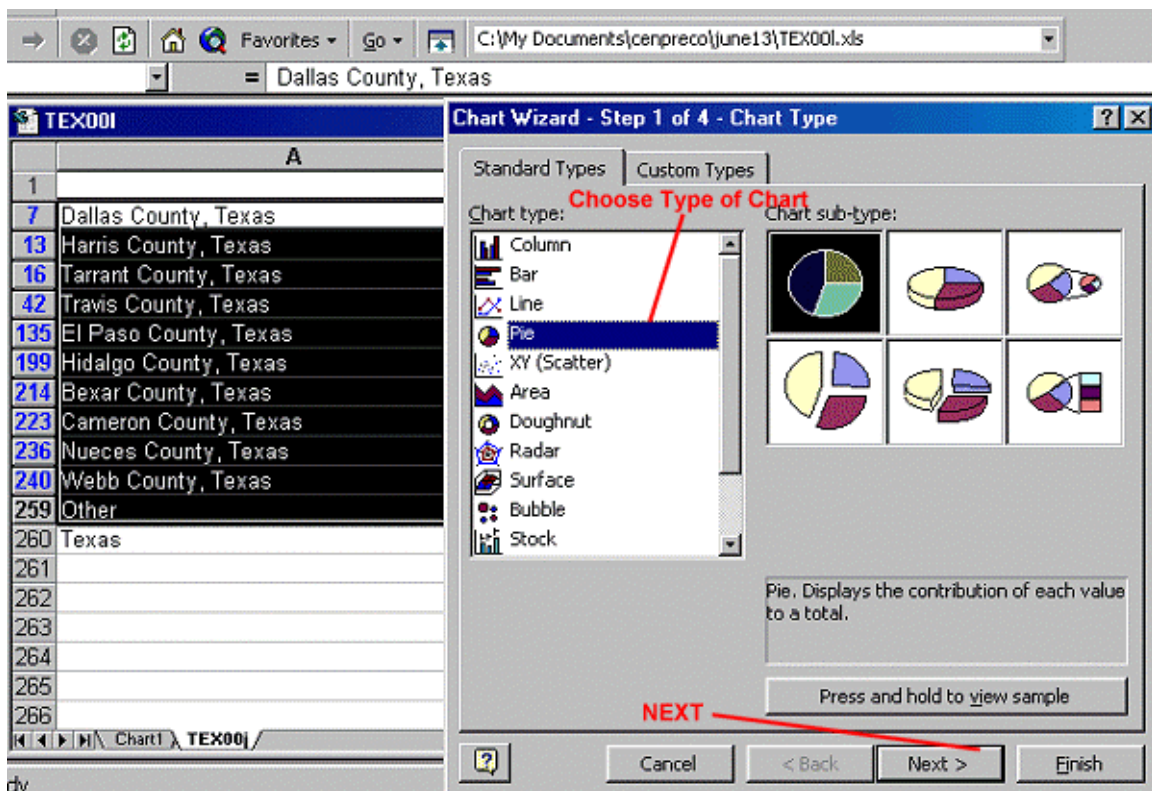 Favorites Go C:\My Documents\cenpreco\june13\TEX00l.xls
= Dallas County, Texas
TEX00l
A
1
7 Dallas County, Texas
13 Harris County, Texas
16 Tarrant County, Texas
42 Travis County, Texas
135 El Paso County, Texas
199 Hidalgo County, Texas
214 Bexar County, Texas
223 Cameron County, Texas
236 Nueces County, Texas
240 Webb County, Texas
259 Other
260 Texas
261
262
263
264
265
266
Chart1 TEX00l
Chart Wizard - Step 1 of 4 - Chart Type
Standard Types Custom Types
Choose Type of Chart
Chart type:
Column
Bar
Line
Pie
XY (Scatter)
Area
Doughnut
Radar
Surface
Bubble
Stock
Chart sub-type:
Pie. Displays the contribution of each value
to a total.
Press and hold to view sample
NEXT
Cancel < Back Next > Finish